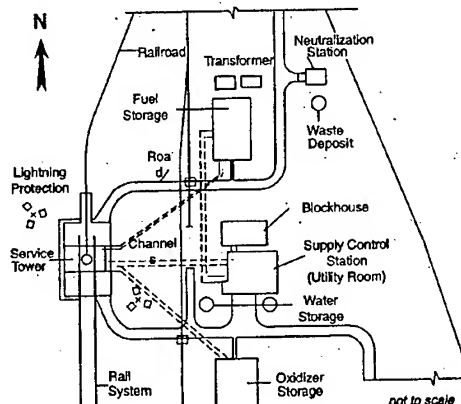 N
Railroad
Transformer
Neutralization
Station
Fuel
Storage
Waste
Deposit
Roa
d
Lightning
Protection
Blockhouse
Channel
s
Service
Tower
Supply Control
Station
(Utility Room)
Water
Storage
Rail
System
Oxidizer
Storage
not to scale